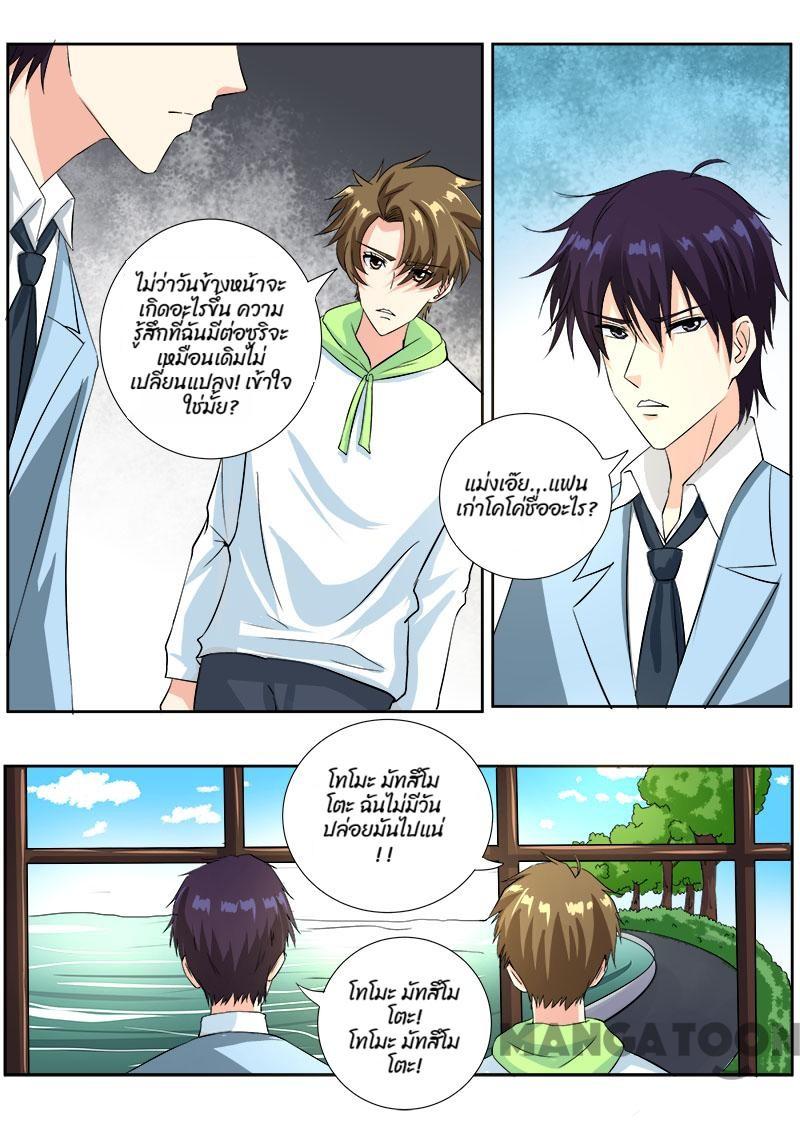 ไม่ว่าวันข้างหน้าจะ
เกิดอะไรขึ้น ความ
รู้สึกที่ฉันมีต่อซูริจะ
เหมือนเดิมไม่
เปลี่ยนแปลง! เข้าใจ
ใช่มั้ย?
แม่งเอ๊ย...แฟน
เก่าโคโค่ชื่ออะไร?
โทโมะ มัทสึโม
โตะ ฉันไม่มีวัน
ปล่อยมันไปแน่
!!
โทโมะ มัทสึโม
โตะ!
โทโมะ มัทสึโม
โตะ!
MANGATOON